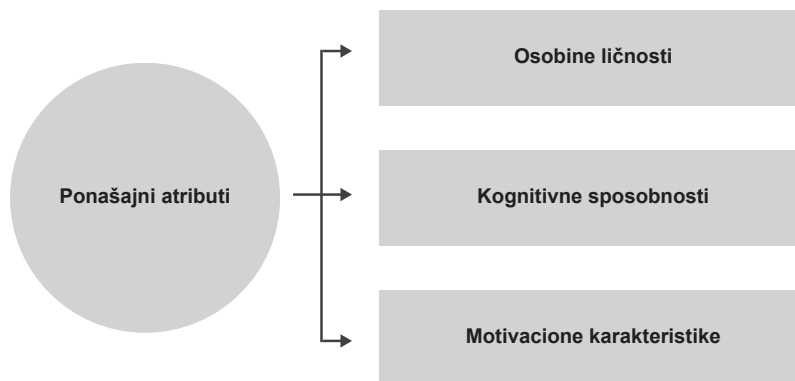 Osobine ličnosti
Ponašajni atributi
Kognitivne sposobnosti
Motivacione karakteristike